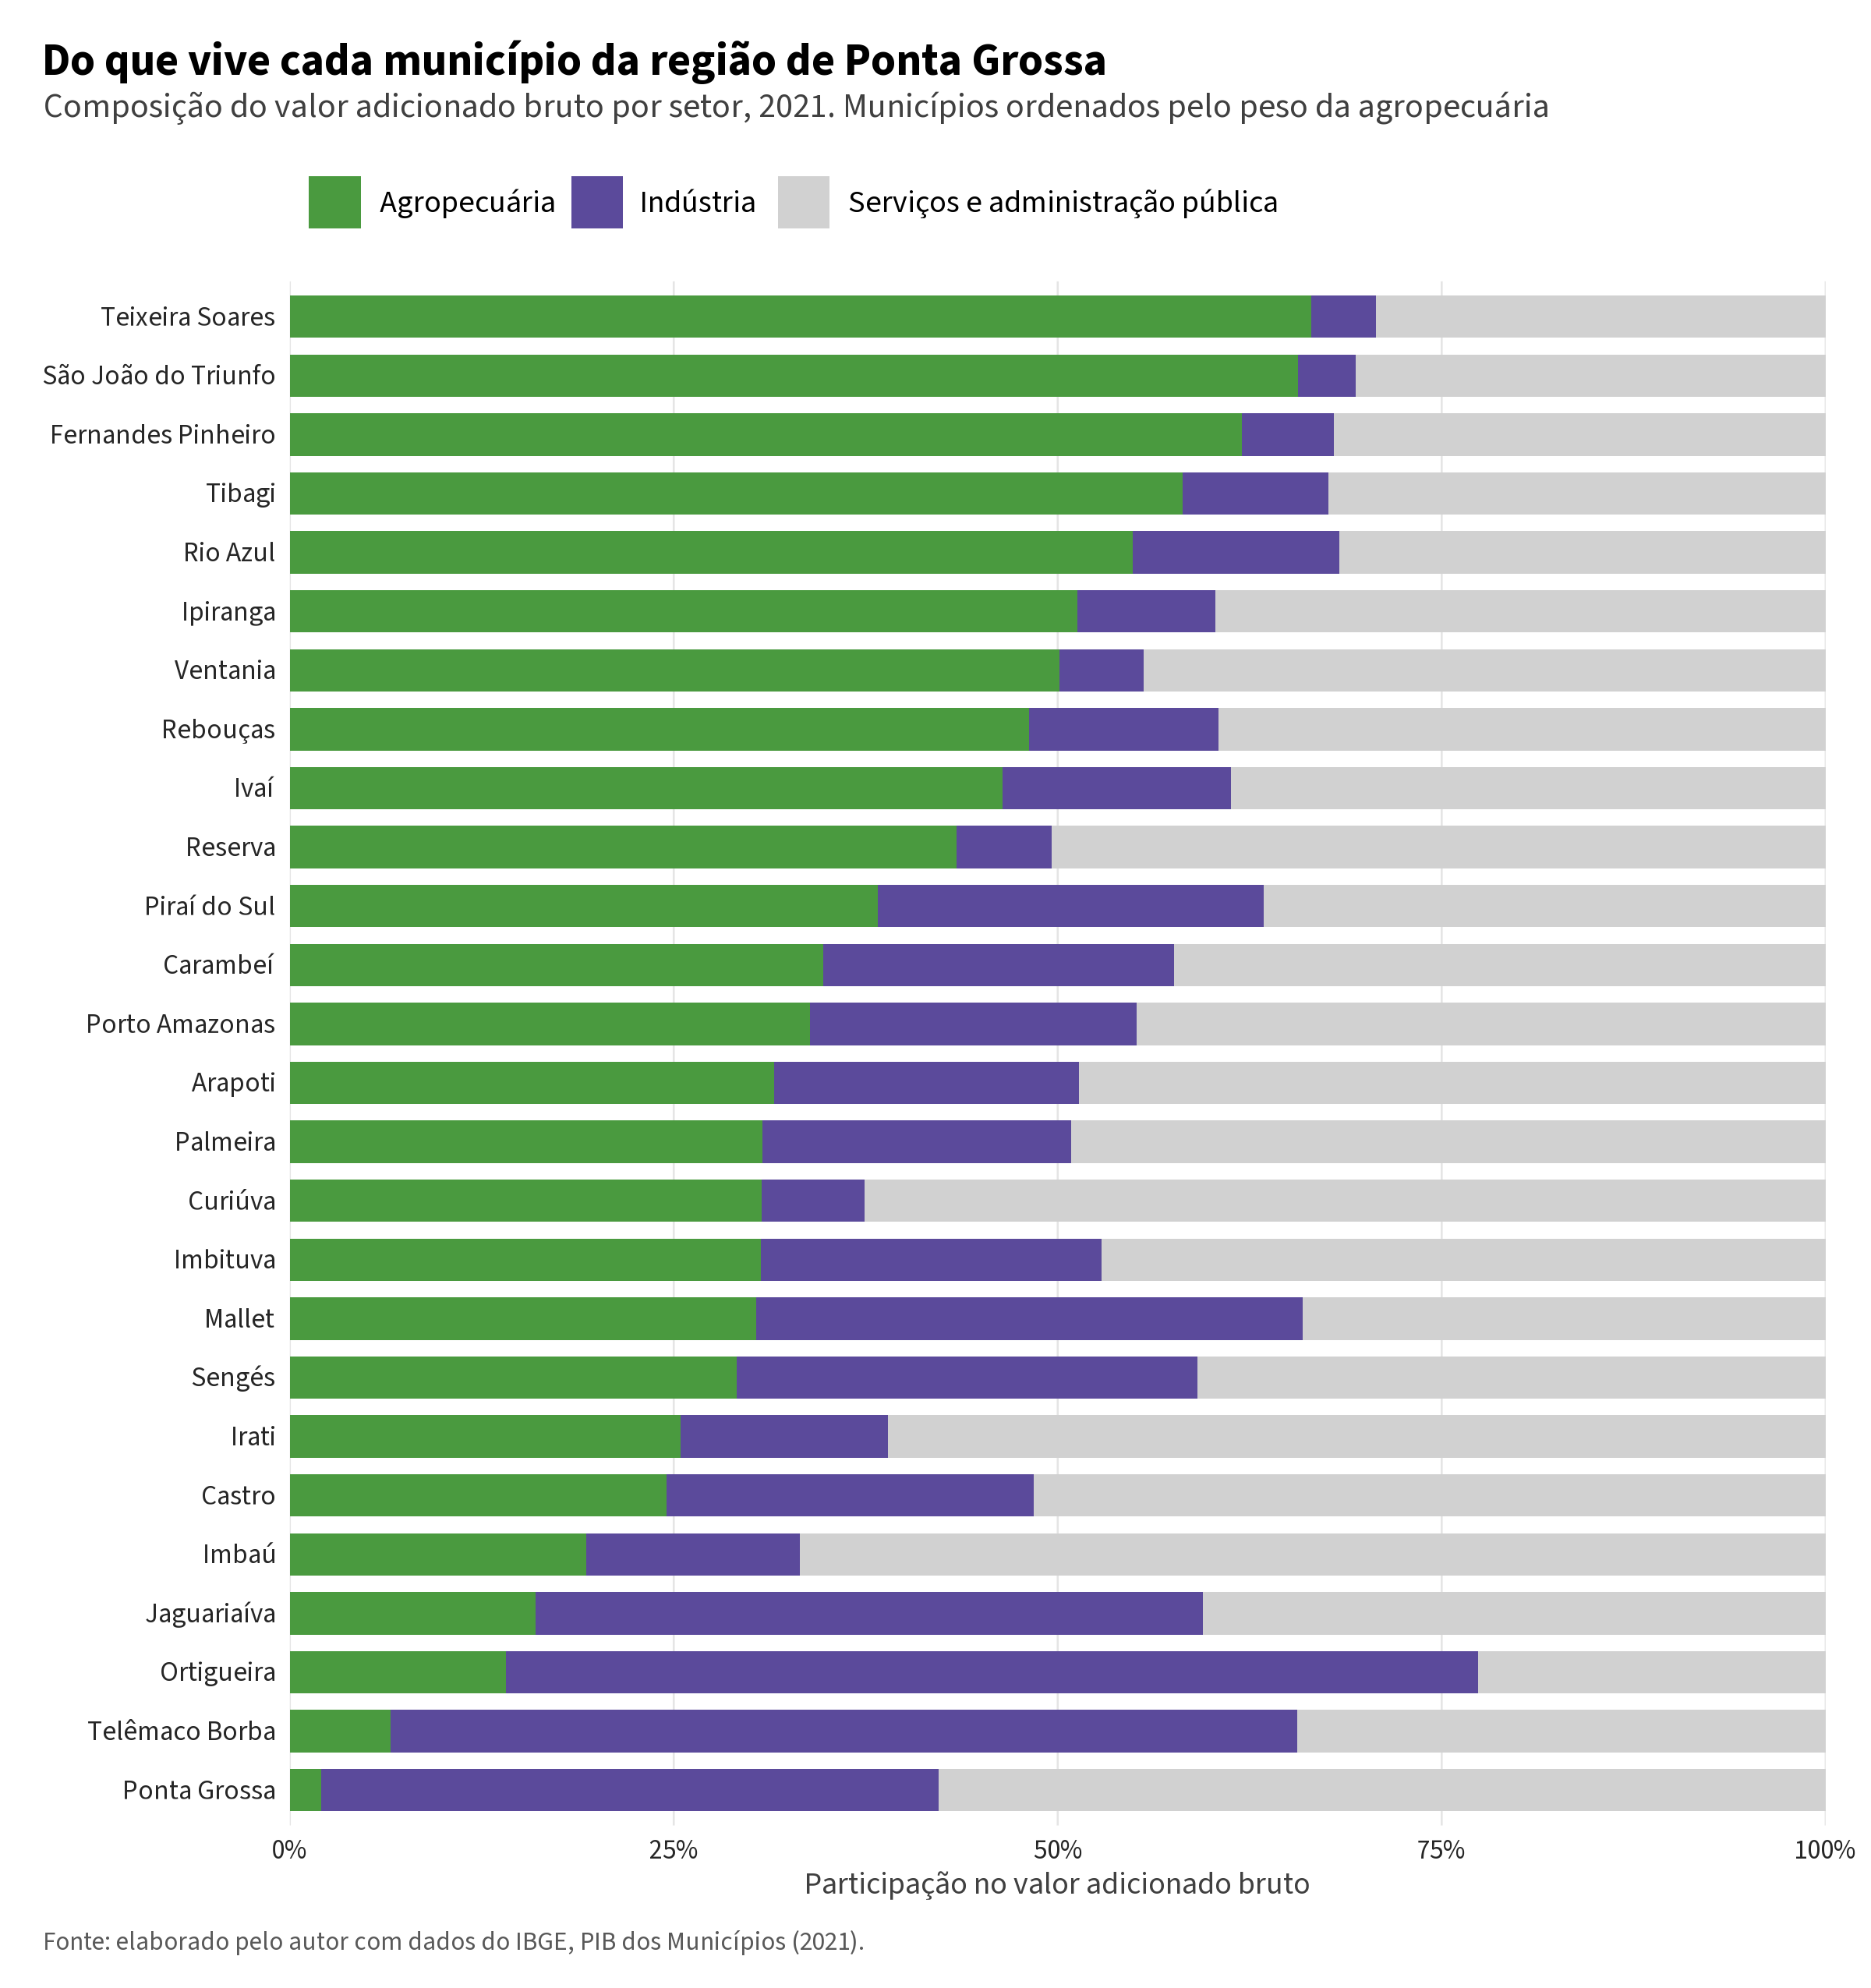 Do que vive cada município da região de Ponta Grossa
Composição do valor adicionado bruto por setor, 2021. Municípios ordenados pelo peso da agropecuária
Agropecuária Indústria Serviços e administração pública
Teixeira Soares
São João do Triunfo
Fernandes Pinheiro
Tibagi
Rio Azul
Ipiranga
Ventania
Rebouças
Ivaí
Reserva
Piraí do Sul
Carambeí
Porto Amazonas
Arapoti
Palmeira
Curiúva
Imbituva
Mallet
Sengés
Irati
Castro
Imbaú
Jaguariaíva
Ortigueira
Telêmaco Borba
Ponta Grossa
0% 25% 50% 75% 100%
Participação no valor adicionado bruto
Fonte: elaborado pelo autor com dados do IBGE, PIB dos Municípios (2021).